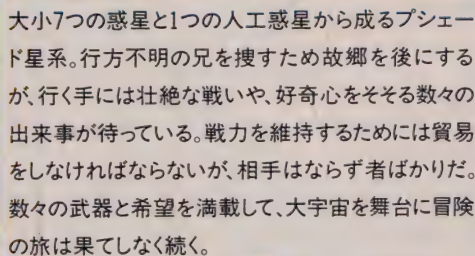 大小7つの惑星と1つの人工惑星から成るプシェー
ド星系。行方不明の兄を捜すため故郷を後にする
が、行く手には壮絶な戦いや、好奇心をそそる数々の
出来事が待っている。戦力を維持するためには貿易
をしなければならないが、相手はならず者ばかりだ。
数々の武器と希望を満載して、大宇宙を舞台に冒険
の旅は果てしなく続く。